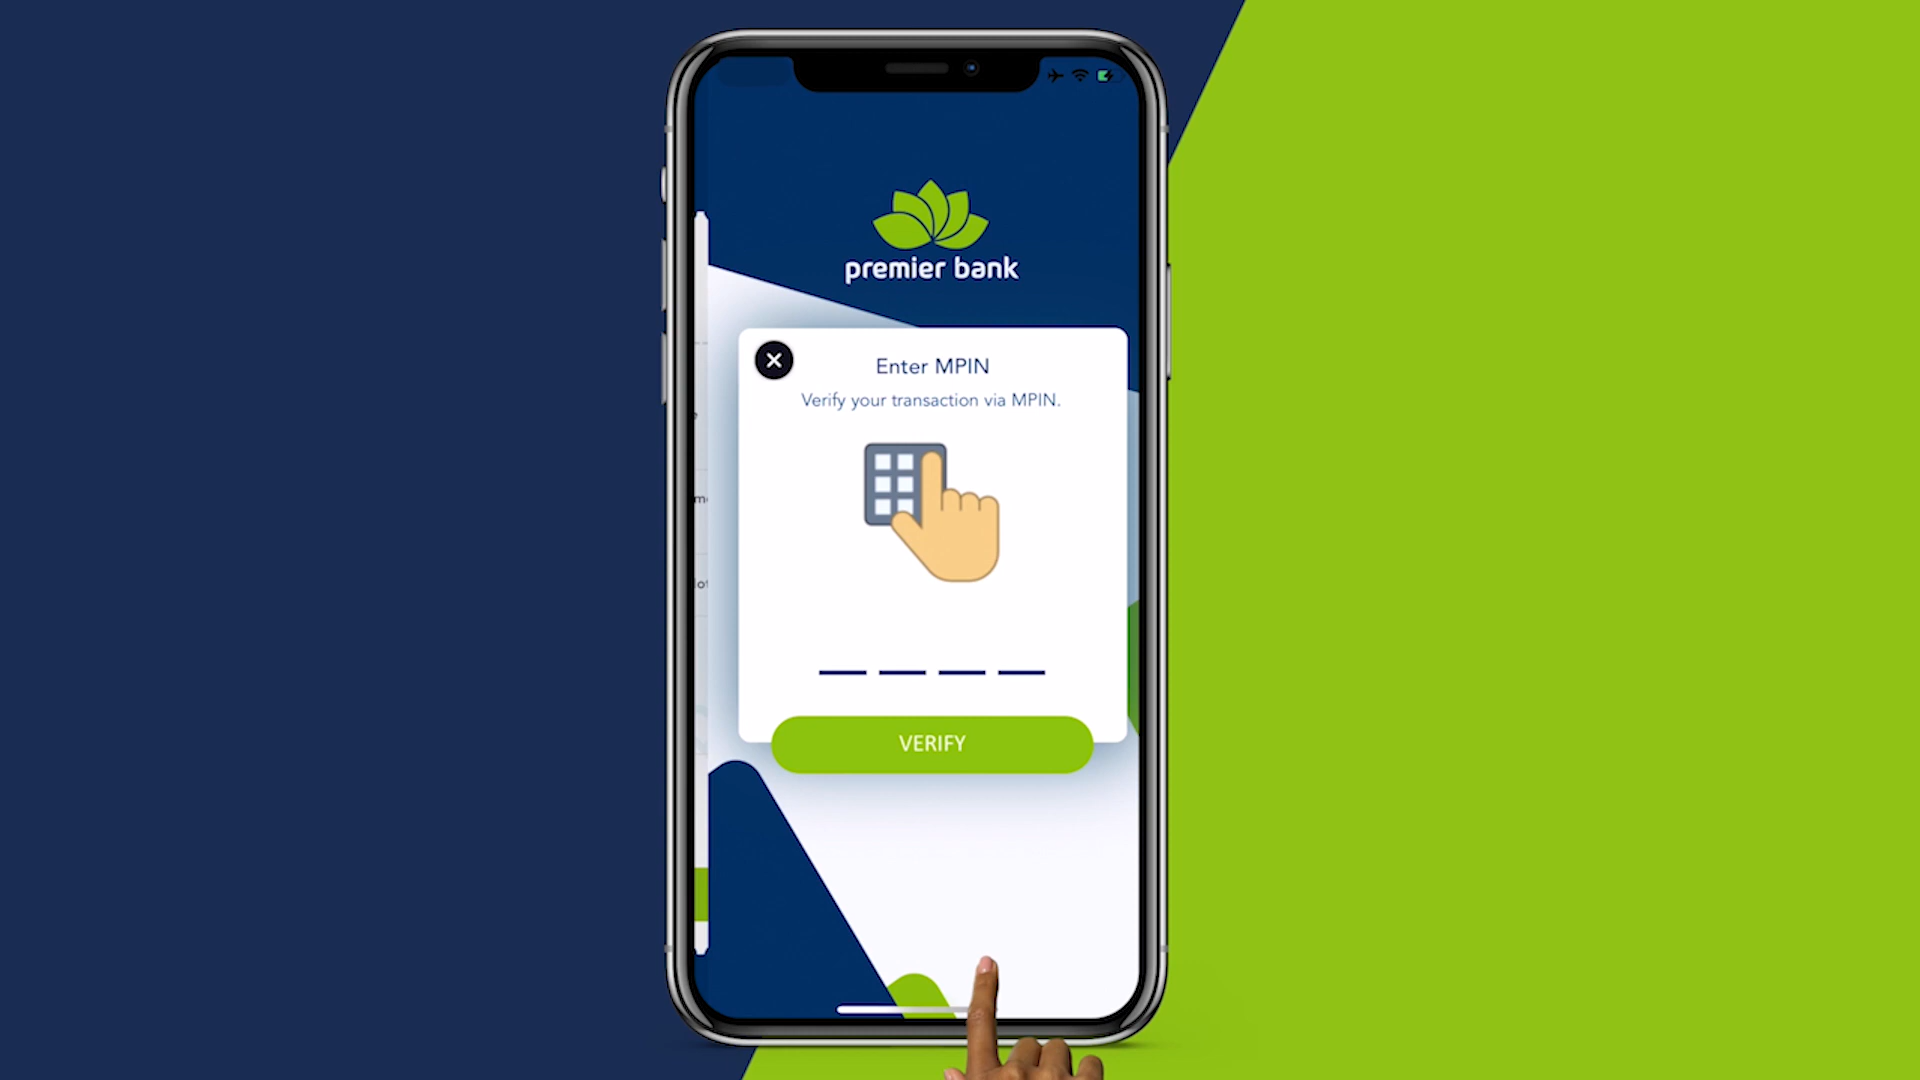 premier bank
Enter MPIN
Verify your transaction via MPIN.
VERIFY